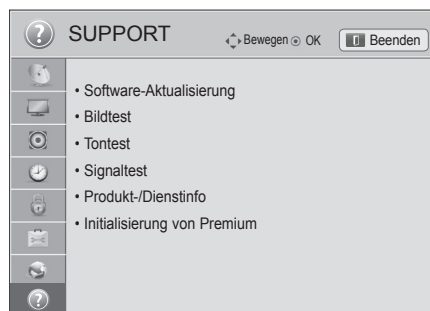 SUPPORT Bewegen OK Beenden
• Software-Aktualisierung
• Bildtest
• Tontest
• Signaltest
• Produkt-/Dienstinfo
• Initialisierung von Premium